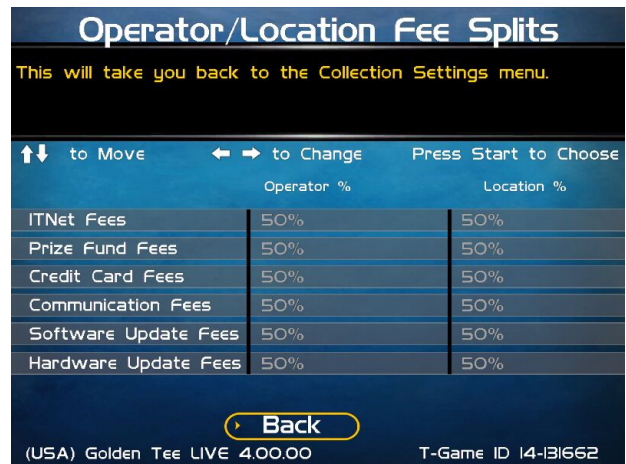 Operator/Location Fee Splits
This will take you back to the Collection Settings menu.
to Move to Change Press Start to Choose
Operator % Location %
ITNet Fees 50% 50%
Prize Fund Fees 50% 50%
Credit Card Fees 50% 50%
Communication Fees 50% 50%
Software Update Fees 50% 50%
Hardware Update Fees 50% 50%
Back
(USA) Golden Tee LIVE 4.00.00 T-Game ID 14-131662